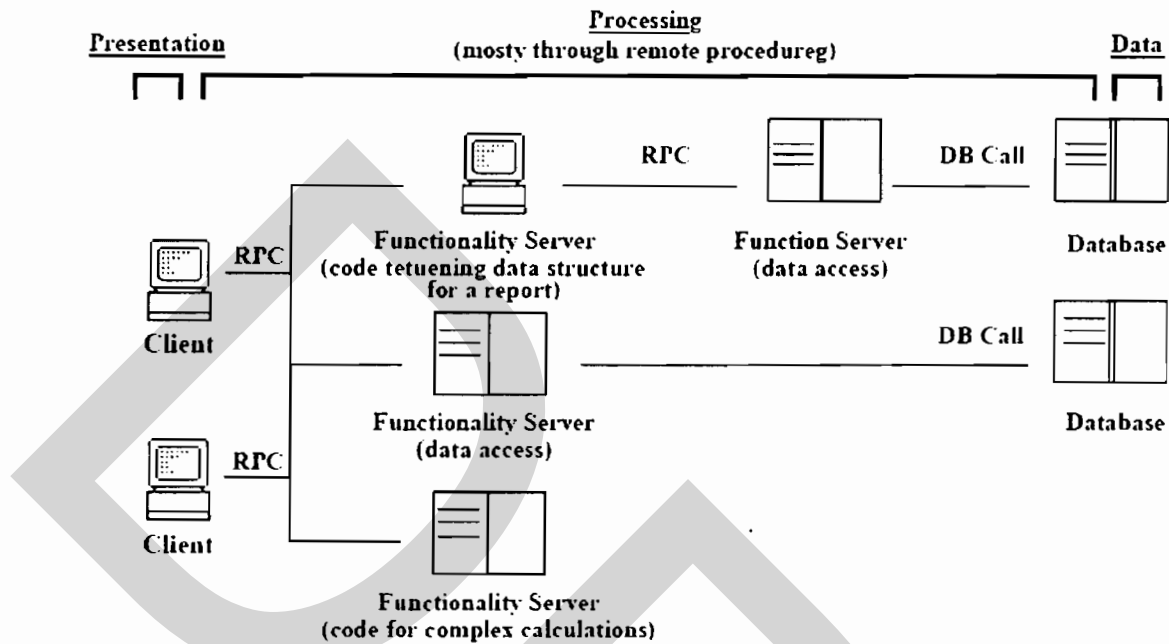 Presentation
Processing
(mosty through remote procedureg)
Data
RPC
DB Call
Functionality Server
(code tetuening data structure
for a report)
Function Server
(data access)
Database
RPC
Client
DB Call
Functionality Server
(data access)
Database
RPC
Client
Functionality Server
(code for complex calculations)